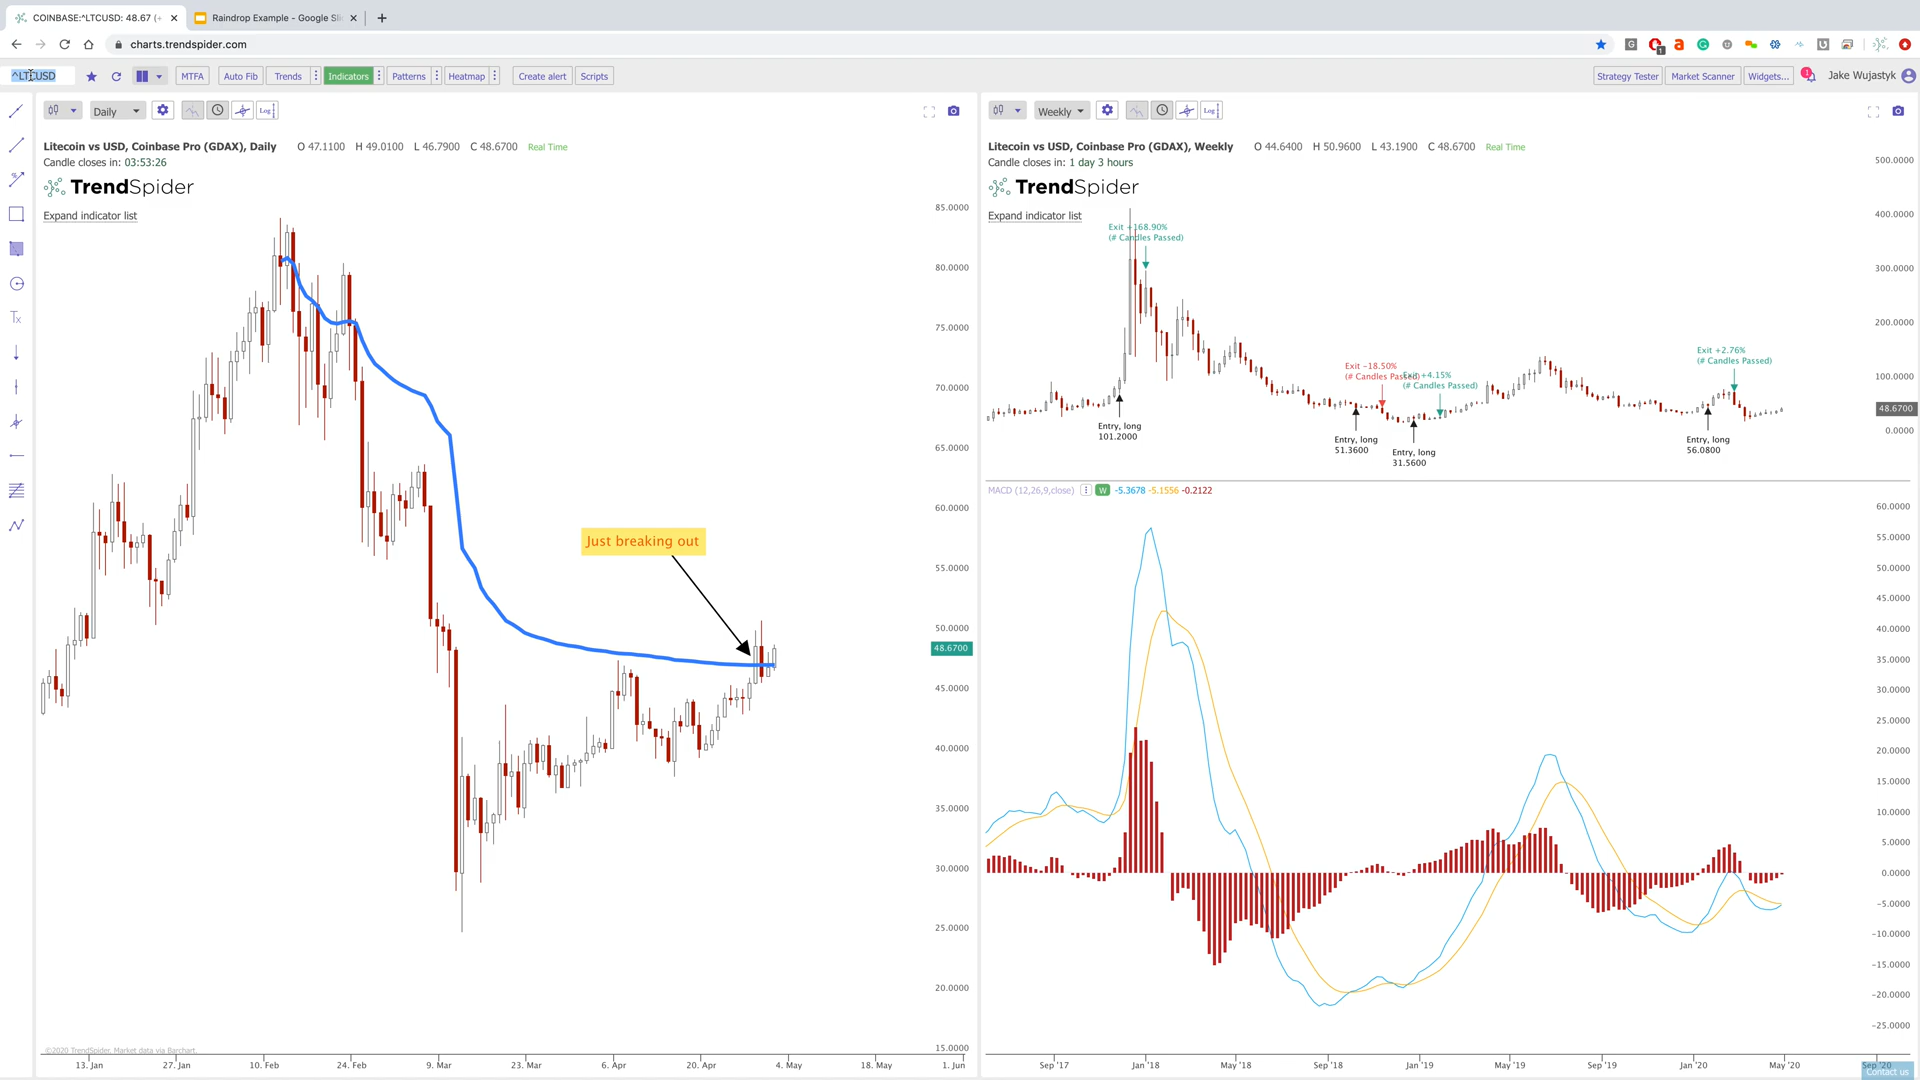 COINBASE:^LTCUSD: 48.67 (
Raindrop Example - Google Sli
charts.trendspider.com
^LTCUSD
MTFA
Auto Fib
Trends
Indicators
Patterns
Heatmap
Create alert
Scripts
Strategy Tester
Market Scanner
Widgets...
1
Jake Wujastyk
Daily
Log
Litecoin vs USD, Coinbase Pro (GDAX), Daily O 47.1100 H 49.0100 L 46.7900 C 48.6700 Real Time
Candle closes in: 03:53:26
TrendSpider
Expand indicator list
85.0000
80.0000
75.0000
70.0000
65.0000
60.0000
55.0000
50.0000
48.6700
45.0000
40.0000
35.0000
30.0000
25.0000
20.0000
15.0000
Just breaking out
©2020 TrendSpider. Market data via Barchart.
13. Jan 27. Jan 10. Feb 24. Feb 9. Mar 23. Mar 6. Apr 20. Apr 4. May 18. May 1. Jun
Weekly
Log
Litecoin vs USD, Coinbase Pro (GDAX), Weekly O 44.6400 H 50.9600 L 43.1900 C 48.6700 Real Time
Candle closes in: 1 day 3 hours
TrendSpider
Expand indicator list
Exit +168.90%
(# Candles Passed)
Entry, long
101.2000
Exit -18.50%
(# Candles Passed)
Entry, long
51.3600
Exit +4.15%
(# Candles Passed)
Entry, long
31.5600
Exit +2.76%
(# Candles Passed)
Entry, long
56.0800
500.0000
400.0000
300.0000
200.0000
100.0000
48.6700
0.0000
MACD (12,26,9,close) W -5.3678 -5.1556 -0.2122
60.0000
55.0000
50.0000
45.0000
40.0000
35.0000
30.0000
25.0000
20.0000
15.0000
10.0000
5.0000
0.0000
-5.0000
-10.0000
-15.0000
-20.0000
-25.0000
Sep '17 Jan '18 May '18 Sep '18 Jan '19 May '19 Sep '19 Jan '20 May '20 Sep '20
Contact us